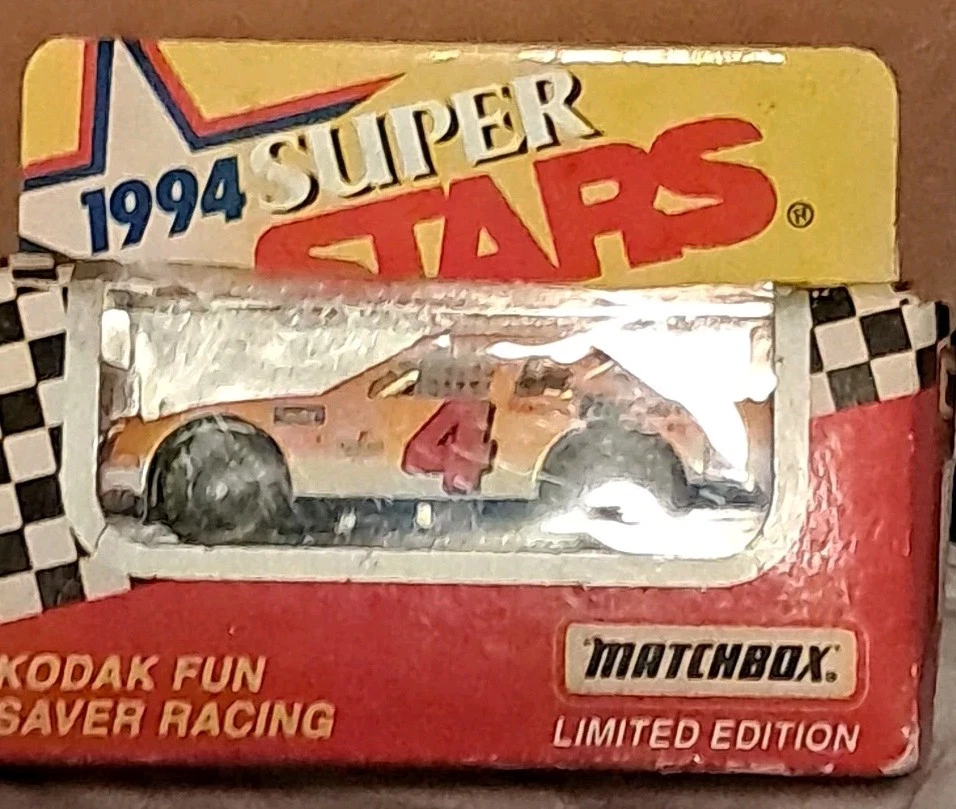 1994 SUPER
STARS ®
4
KODAK FUN
SAVER RACING
"MATCHBOX"®
LIMITED EDITION